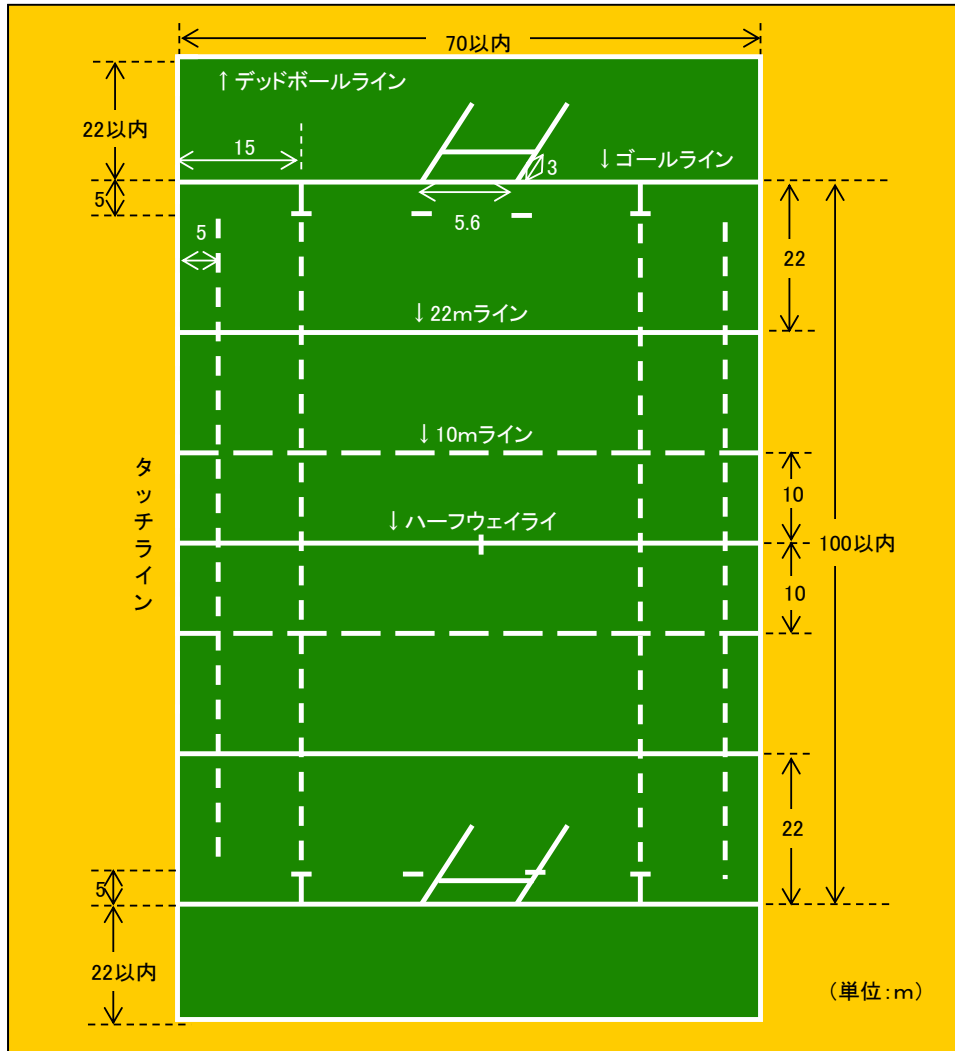 70以内
↑デッドボールライン
22以内
15
↓ゴールライン
3
5
5.6
5
22
↓22mライン
↓10mライン
タッチライン
10
↓ハーフウェイライ
100以内
10
22
5
22以内
（単位:m）